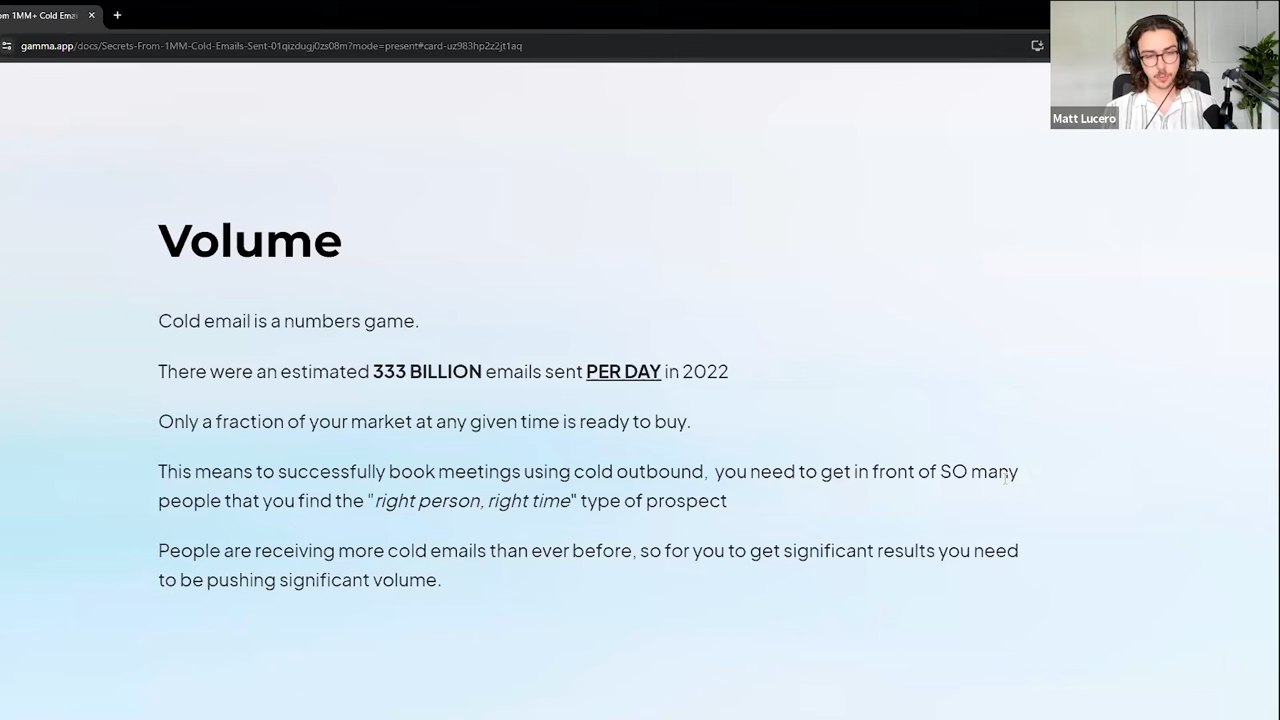 om 1MM+ Cold Emai
gamma.app/docs/Secrets-From-1MM-Cold-Emails-Sent-01qizdugj0zs08m?mode=present#card-uz983hp2z2jt1aq
Matt Lucero
Volume
Cold email is a numbers game.
There were an estimated 333 BILLION emails sent PER DAY in 2022
Only a fraction of your market at any given time is ready to buy.
This means to successfully book meetings using cold outbound,  you need to get in front of SO many
people that you find the "right person, right time" type of prospect
People are receiving more cold emails than ever before, so for you to get significant results you need
to be pushing significant volume.